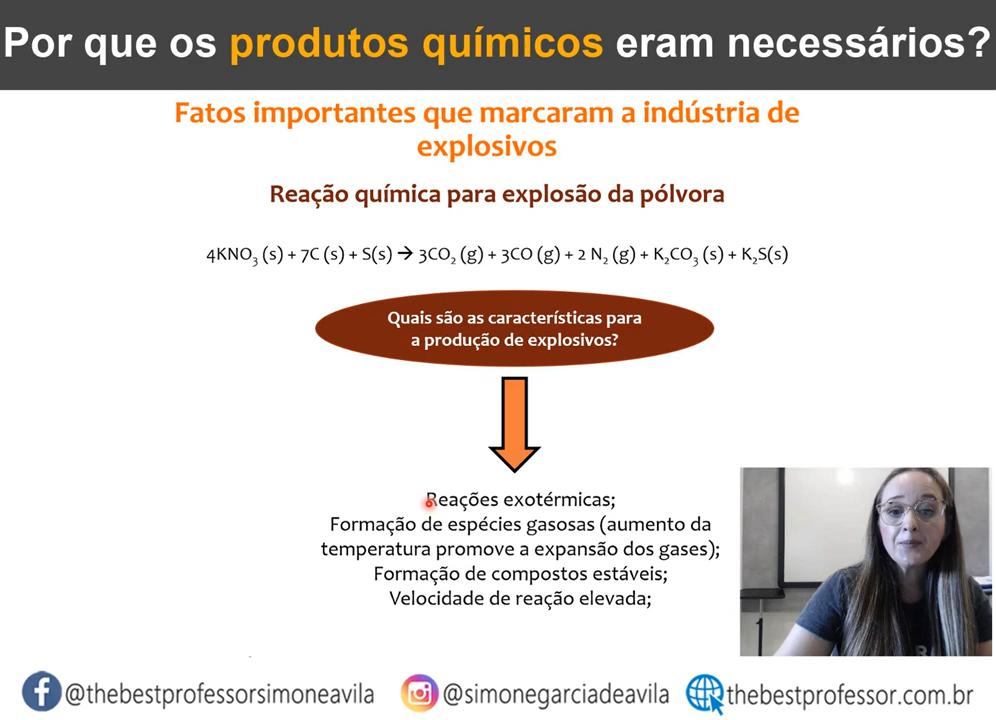 Por que os produtos químicos eram necessários?
Fatos importantes que marcaram a indústria de
explosivos
Reação química para explosão da pólvora
4KNO₃ (s) + 7C (s) + S(s) → 3CO₂ (g) + 3CO (g) + 2 N₂ (g) + K₂CO₃ (s) + K₂S(s)
Quais são as características para
a produção de explosivos?
Reações exotérmicas;
Formação de espécies gasosas (aumento da
temperatura promove a expansão dos gases);
Formação de compostos estáveis;
Velocidade de reação elevada;
@thebestprofessorsimoneavila @simonegarciadeavila thebestprofessor.com.br